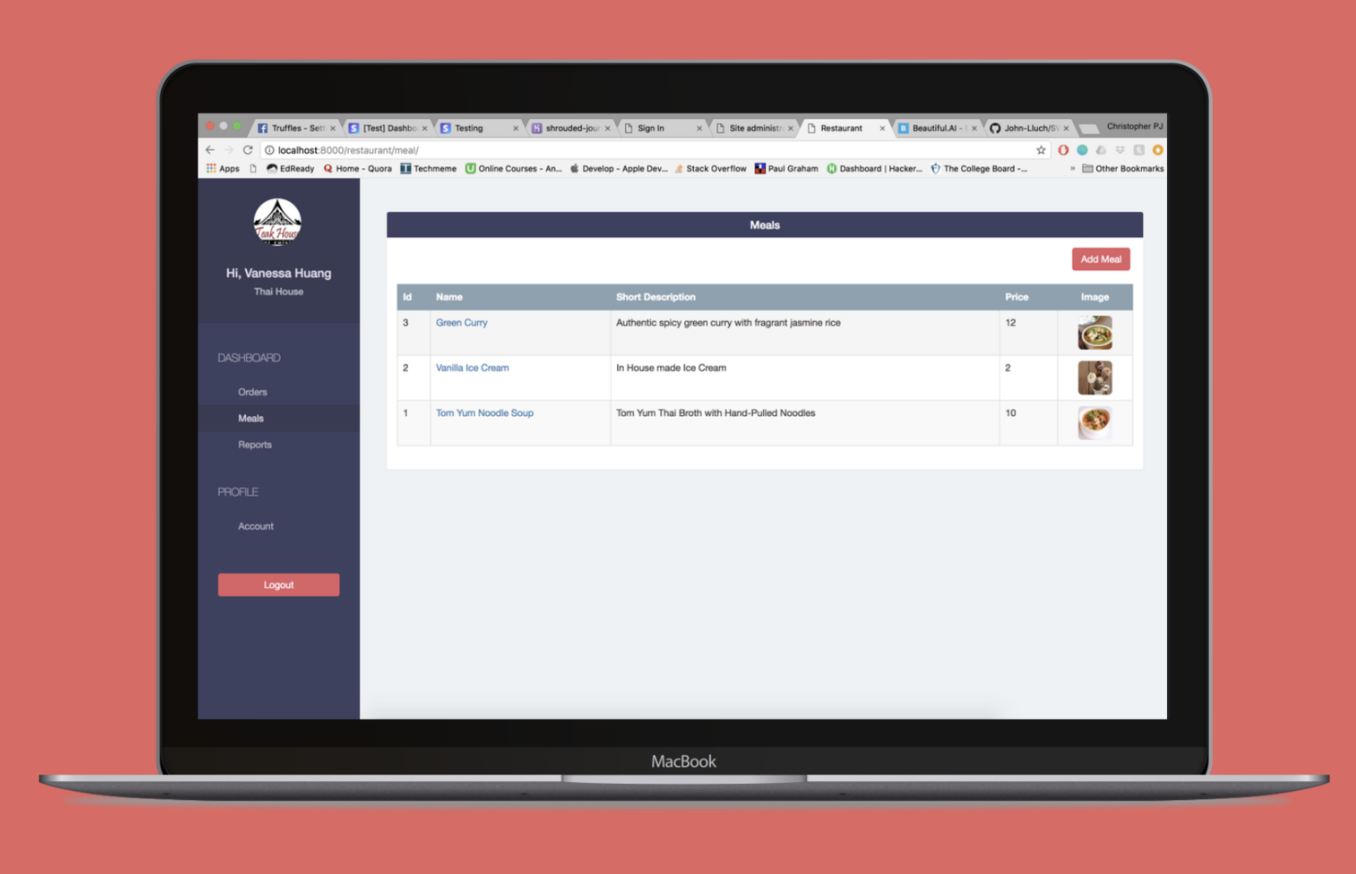 Truffles - Sett
[Test] Dashbo
Testing
shrouded-jour
Sign In
Site administra
Restaurant
Beautiful.AI -
John-Lluch/SV
Christopher PJ
localhost:8000/restaurant/meal/
Apps
EdReady
Home - Quora
Techmeme
Online Courses - An...
Develop - Apple Dev...
Stack Overflow
Paul Graham
Dashboard | Hacker...
The College Board -...
» Other Bookmarks
Teak House
Hi, Vanessa Huang
Thai House
DASHBOARD
Orders
Meals
Reports
PROFILE
Account
Logout
Meals
Add Meal
Id Name Short Description Price Image
3 Green Curry Authentic spicy green curry with fragrant jasmine rice 12
2 Vanilla Ice Cream In House made Ice Cream 2
1 Tom Yum Noodle Soup Tom Yum Thai Broth with Hand-Pulled Noodles 10
MacBook